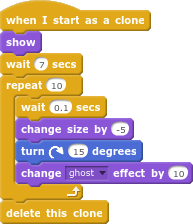 when I start as a clone
show
wait 7 secs
repeat 10
wait 0.1 secs
change size by -5
turn 15 degrees
change ghost effect by 10
delete this clone